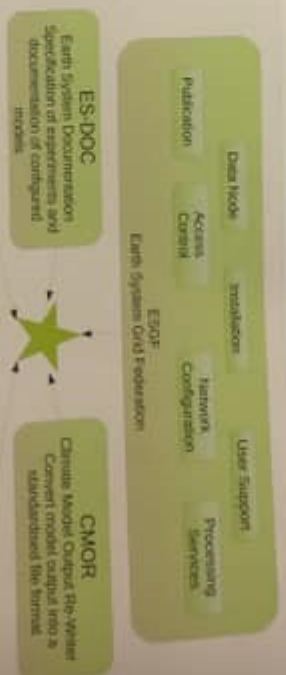 Data Node
Installation
User Support
Publication
Access
Control
Network
Configuration
Processing
Services
ESGF
Earth System Grid Federation
ES-DOC
Earth System Documentation
Specification of experiments and
documentation of configured
models
CMOR
Climate Model Output Re-Writer
Convert model output into a
standardised file format